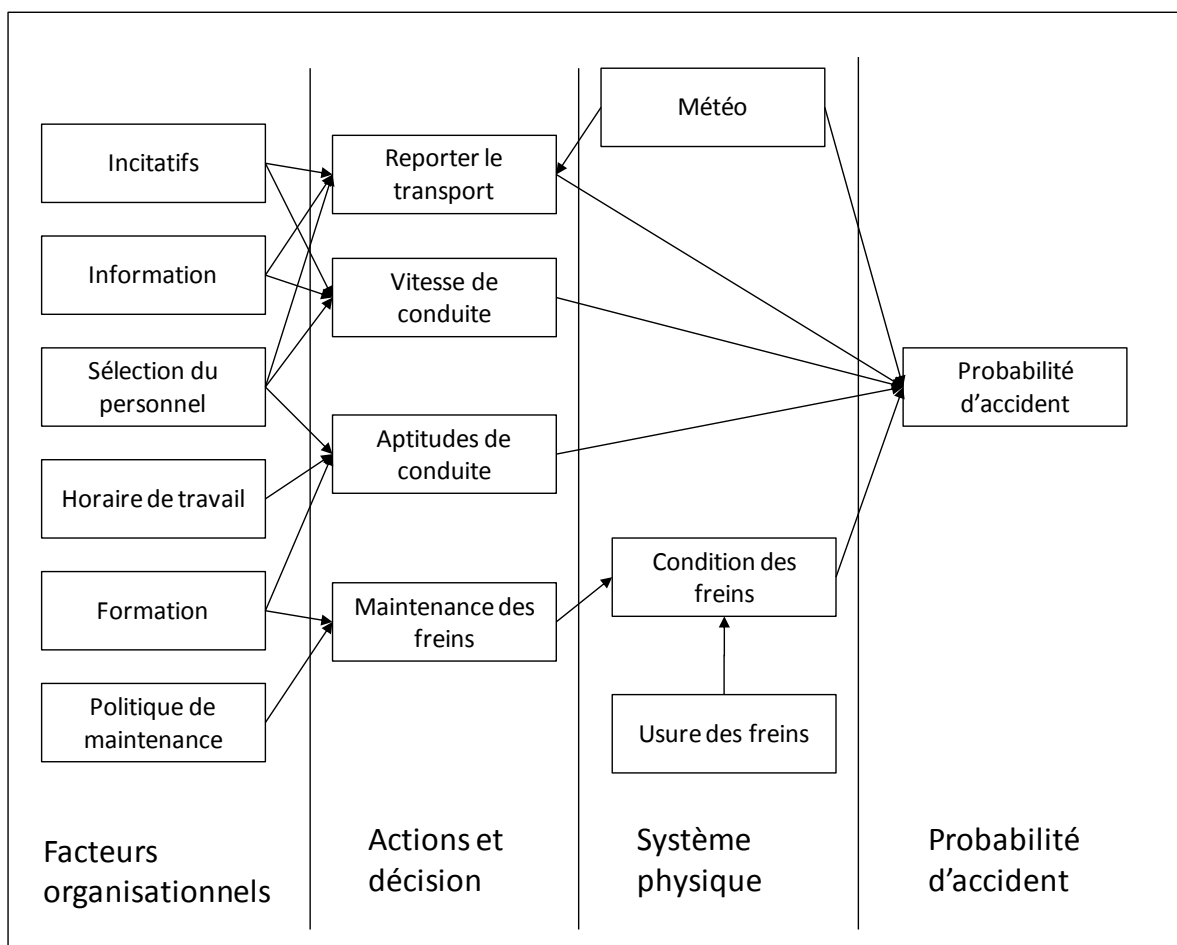 Météo
Incitatifs
Reporter le
transport
Information
Vitesse de
conduite
Sélection du
personnel
Probabilité
d'accident
Aptitudes de
conduite
Horaire de travail
Condition des
freins
Formation
Maintenance des
freins
Politique de
maintenance
Usure des freins
Facteurs
organisationnels
Actions et
décision
Système
physique
Probabilité
d'accident